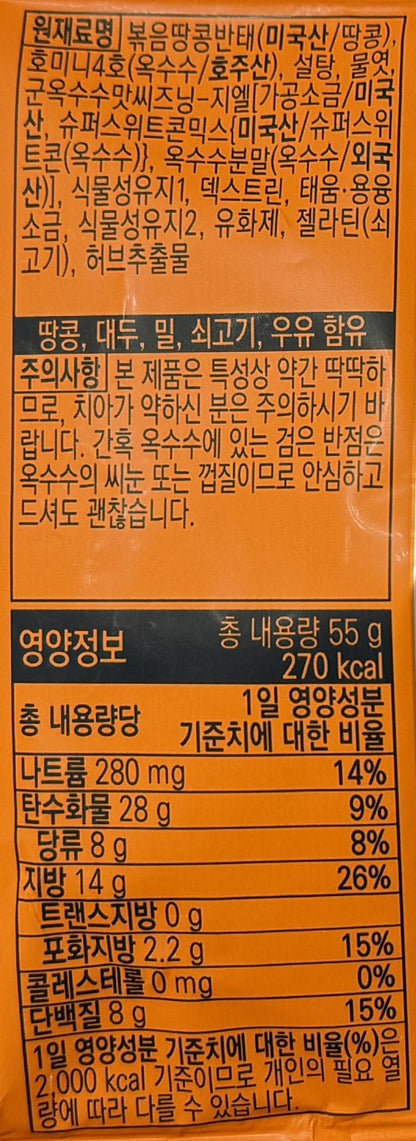 원재료명 볶음땅콩반태(미국산/땅콩),
호미니4호(옥수수/호주산), 설탕, 물엿,
군옥수수맛씨즈닝-지엘[가공소금/미국
산, 슈퍼스위트콘믹스{미국산/슈퍼스위
트콘(옥수수)}, 옥수수분말(옥수수/외국
산)], 식물성유지1, 덱스트린, 태움·용융
소금, 식물성유지2, 유화제, 젤라틴(쇠
고기), 허브추출물
땅콩, 대두, 밀, 쇠고기, 우유 함유
주의사항 본 제품은 특성상 약간 딱딱하
므로, 치아가 약하신 분은 주의하시기 바
랍니다. 간혹 옥수수에 있는 검은 반점은
옥수수의 씨눈 또는 껍질이므로 안심하고
드셔도 괜찮습니다.
영양정보 총 내용량 55 g
270 kcal
총 내용량당 1일 영양성분
기준치에 대한 비율
나트륨 280 mg 14%
탄수화물 28 g 9%
당류 8 g 8%
지방 14 g 26%
트랜스지방 0 g
포화지방 2.2 g 15%
콜레스테롤 0 mg 0%
단백질 8 g 15%
1일 영양성분 기준치에 대한 비율(%)은
2,000 kcal 기준이므로 개인의 필요 열
량에 따라 다를 수 있습니다.